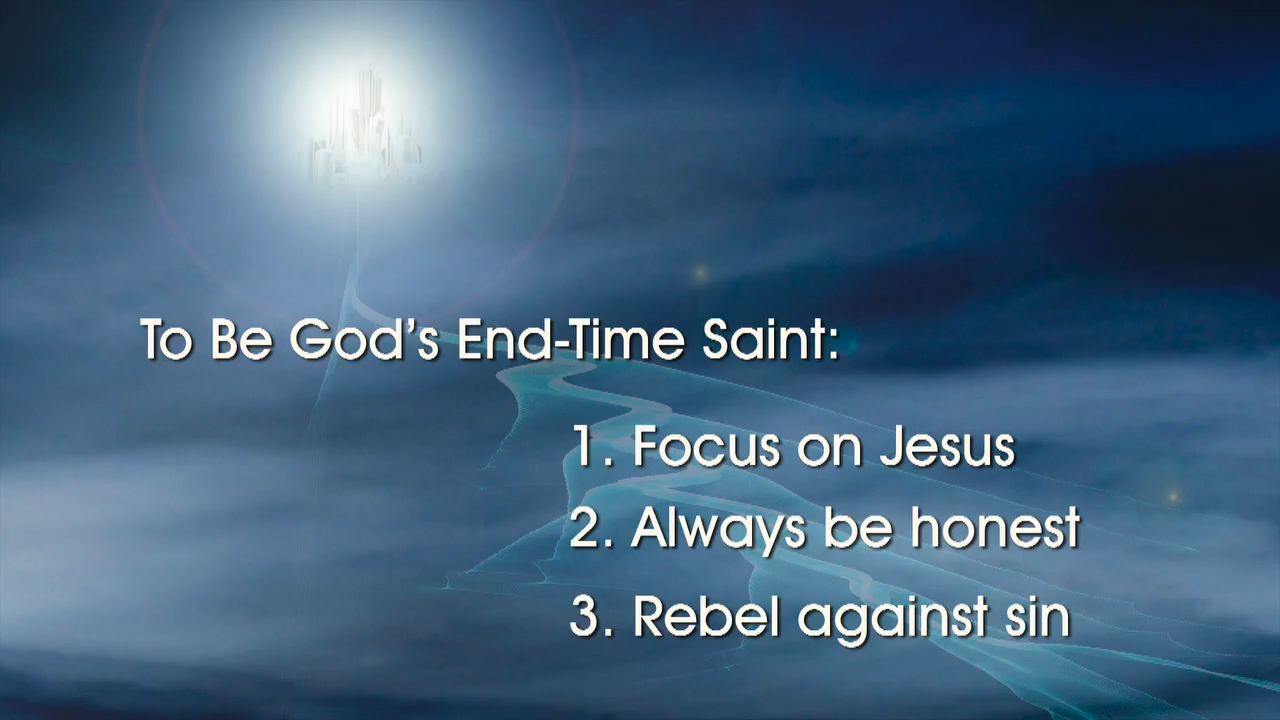 To Be God's End-Time Saint:
1. Focus on Jesus
2. Always be honest
3. Rebel against sin